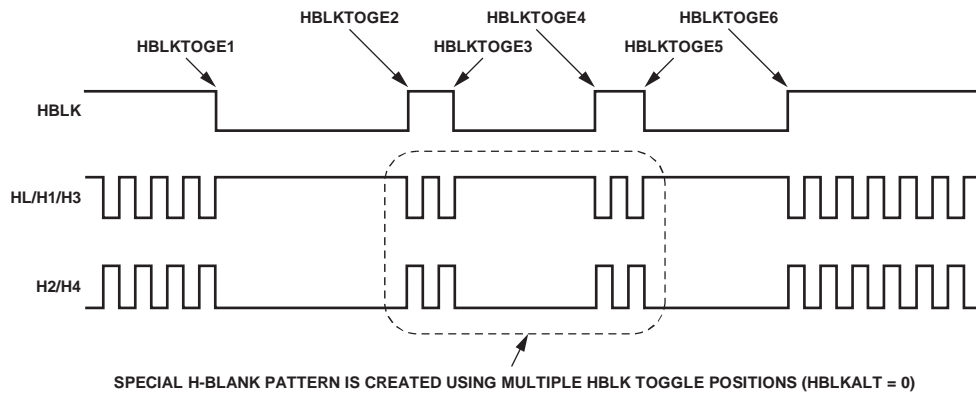 HBLKTOGE2 HBLKTOGE4 HBLKTOGE6
HBLKTOGE1 HBLKTOGE3 HBLKTOGE5
HBLK
HL/H1/H3
H2/H4
SPECIAL H-BLANK PATTERN IS CREATED USING MULTIPLE HBLK TOGGLE POSITIONS (HBLKALT = 0)